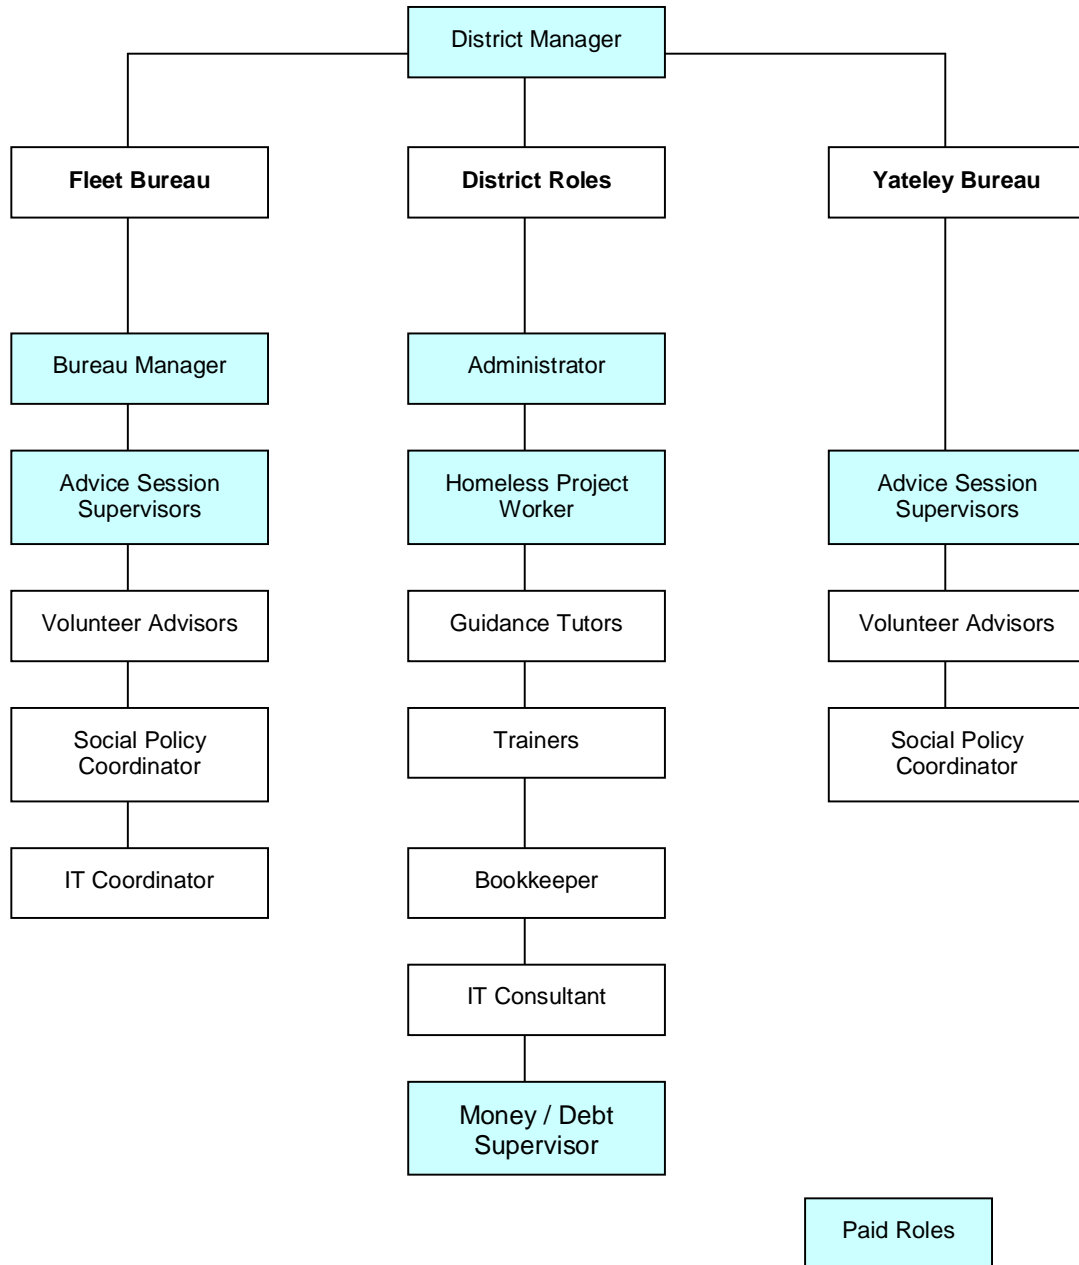 District Manager
Fleet Bureau
District Roles
Yateley Bureau
Bureau Manager
Administrator
Advice Session
Supervisors
Homeless Project
Worker
Advice Session
Supervisors
Volunteer Advisors
Guidance Tutors
Volunteer Advisors
Social Policy
Coordinator
Trainers
Social Policy
Coordinator
IT Coordinator
Bookkeeper
IT Consultant
Money / Debt
Supervisor
Paid Roles